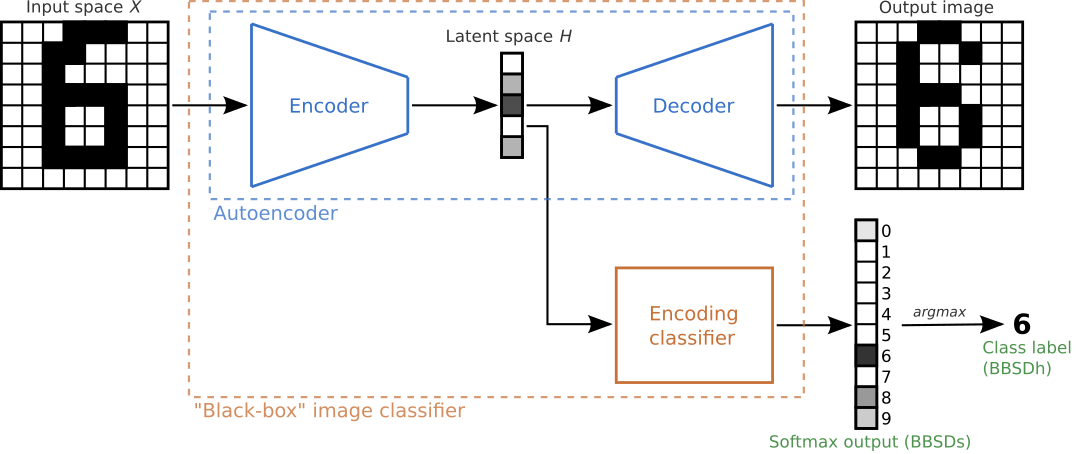 Input space X
Output image
Latent space H
Encoder
Decoder
Autoencoder
0
1
2
3
4
5
6
7
8
9
Encoding
classifier
argmax
6
Class label
(BBSDh)
"Black-box" image classifier
Softmax output (BBSDs)